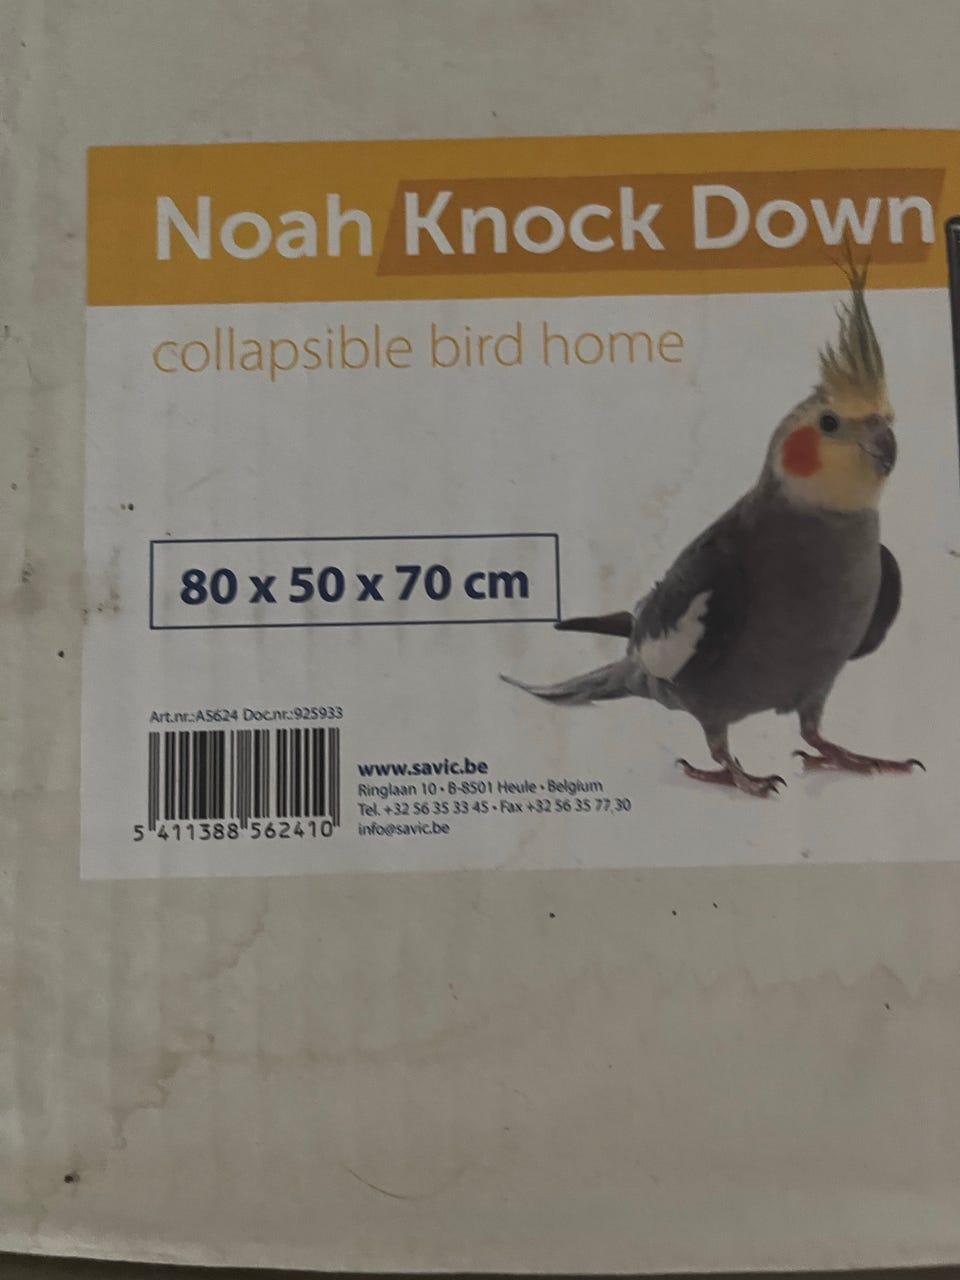 Noah Knock Down
collapsible bird home
80 x 50 x 70 cm
Art.nr.:A5624 Doc.nr.:925933
5 411388 562410
www.savic.be
Ringlaan 10 • B-8501 Heule • Belgium
Tel. +32 56 35 33 45 • Fax +32 56 35 77 30
info@savic.be